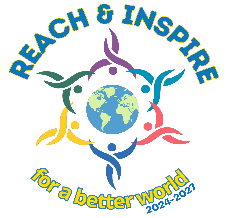 REACH & INSPIRE
for a better world
2024-2027